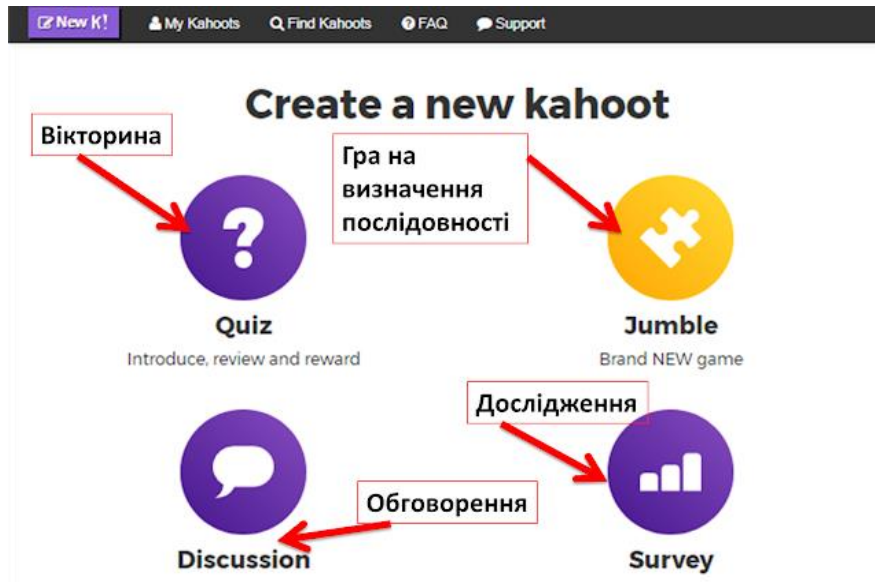 New K!
My Kahoots
Find Kahoots
FAQ
Support
Create a new kahoot
Вікторина
Гра на
визначення
послідовності
Quiz
Introduce, review and reward
Jumble
Brand NEW game
Дослідження
Обговорення
Discussion
Survey